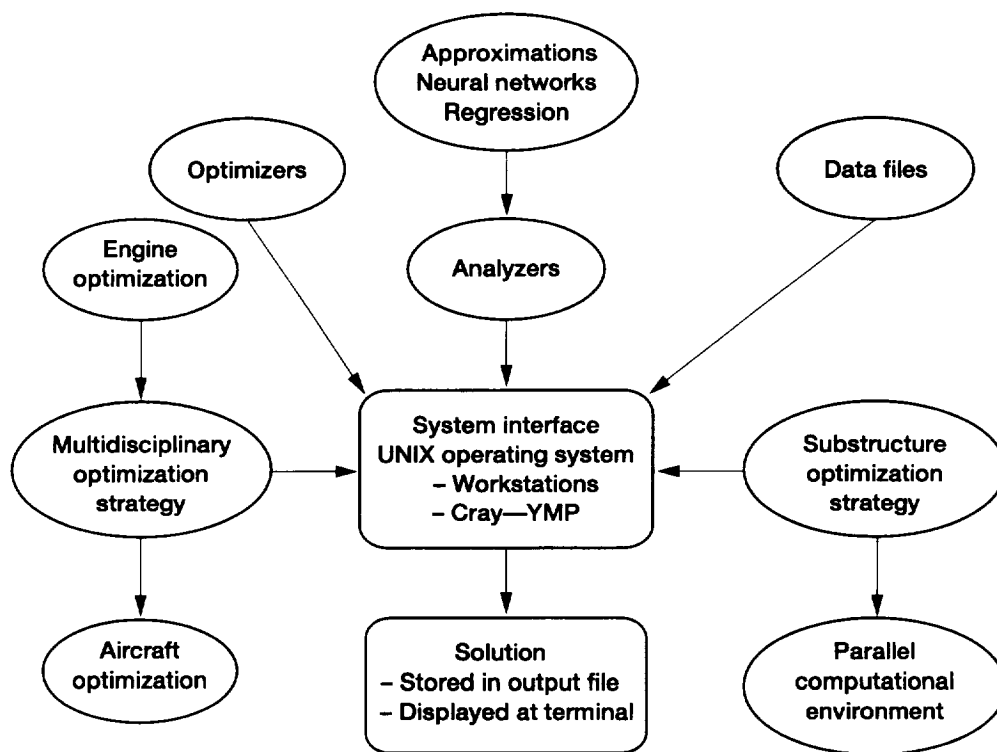 Approximations
Neural networks
Regression
Optimizers
Data files
Engine
optimization
Analyzers
Multidisciplinary
optimization
strategy
System interface
UNIX operating system
– Workstations
– Cray—YMP
Substructure
optimization
strategy
Aircraft
optimization
Solution
– Stored in output file
– Displayed at terminal
Parallel
computational
environment